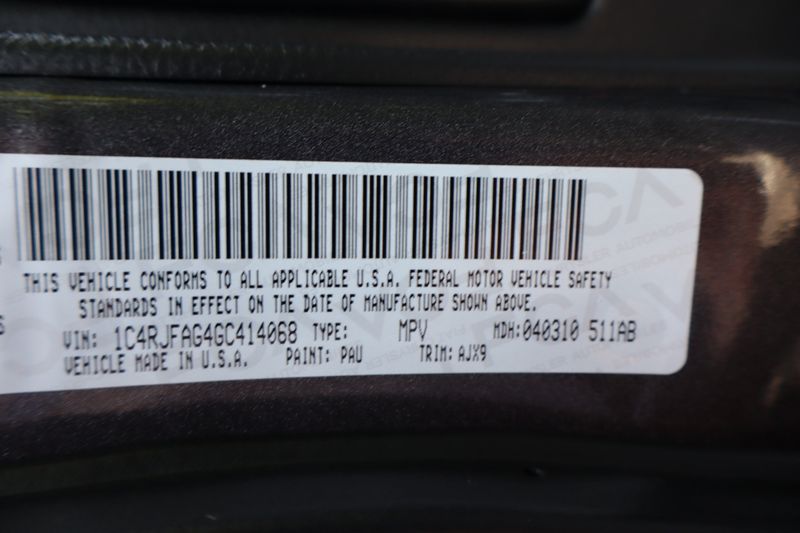 THIS VEHICLE CONFORMS TO ALL APPLICABLE U.S.A. FEDERAL MOTOR VEHICLE SAFETY
STANDARDS IN EFFECT ON THE DATE OF MANUFACTURE SHOWN ABOVE.
VIN: 1C4RJFAG4GC414068 TYPE: MPV MDH:040310 511AB
VEHICLE MADE IN U.S.A. PAINT: PAU TRIM: AJX9